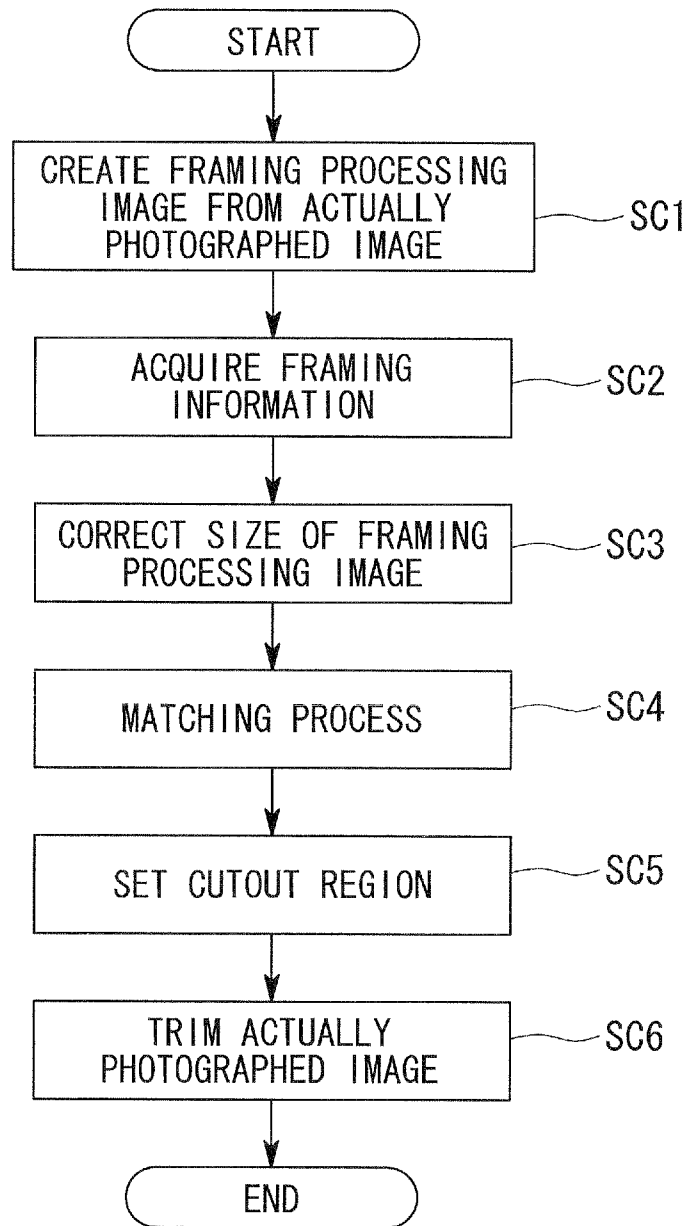 START
CREATE FRAMING PROCESSING
IMAGE FROM ACTUALLY
PHOTOGRAPHED IMAGE
SC1
ACQUIRE FRAMING
INFORMATION
SC2
CORRECT SIZE OF FRAMING
PROCESSING IMAGE
SC3
MATCHING PROCESS
SC4
SET CUTOUT REGION
SC5
TRIM ACTUALLY
PHOTOGRAPHED IMAGE
SC6
END